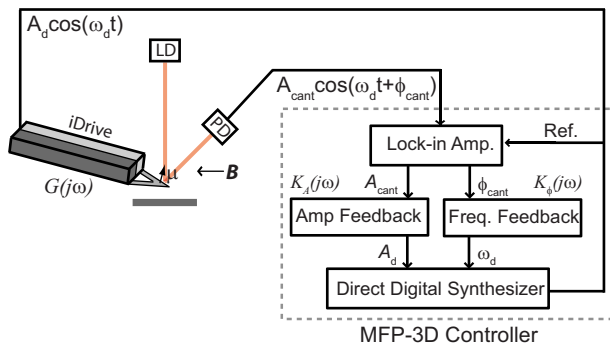 A_d cos(ω_d t)
LD
A_cant cos(ω_d t+ϕ_cant)
PD
iDrive
Lock-in Amp.
Ref.
μ
B
G(jω)
K_A(jω)
A_cant
ϕ_cant
K_ϕ(jω)
Amp Feedback
Freq. Feedback
A_d
ω_d
Direct Digital Synthesizer
MFP-3D Controller